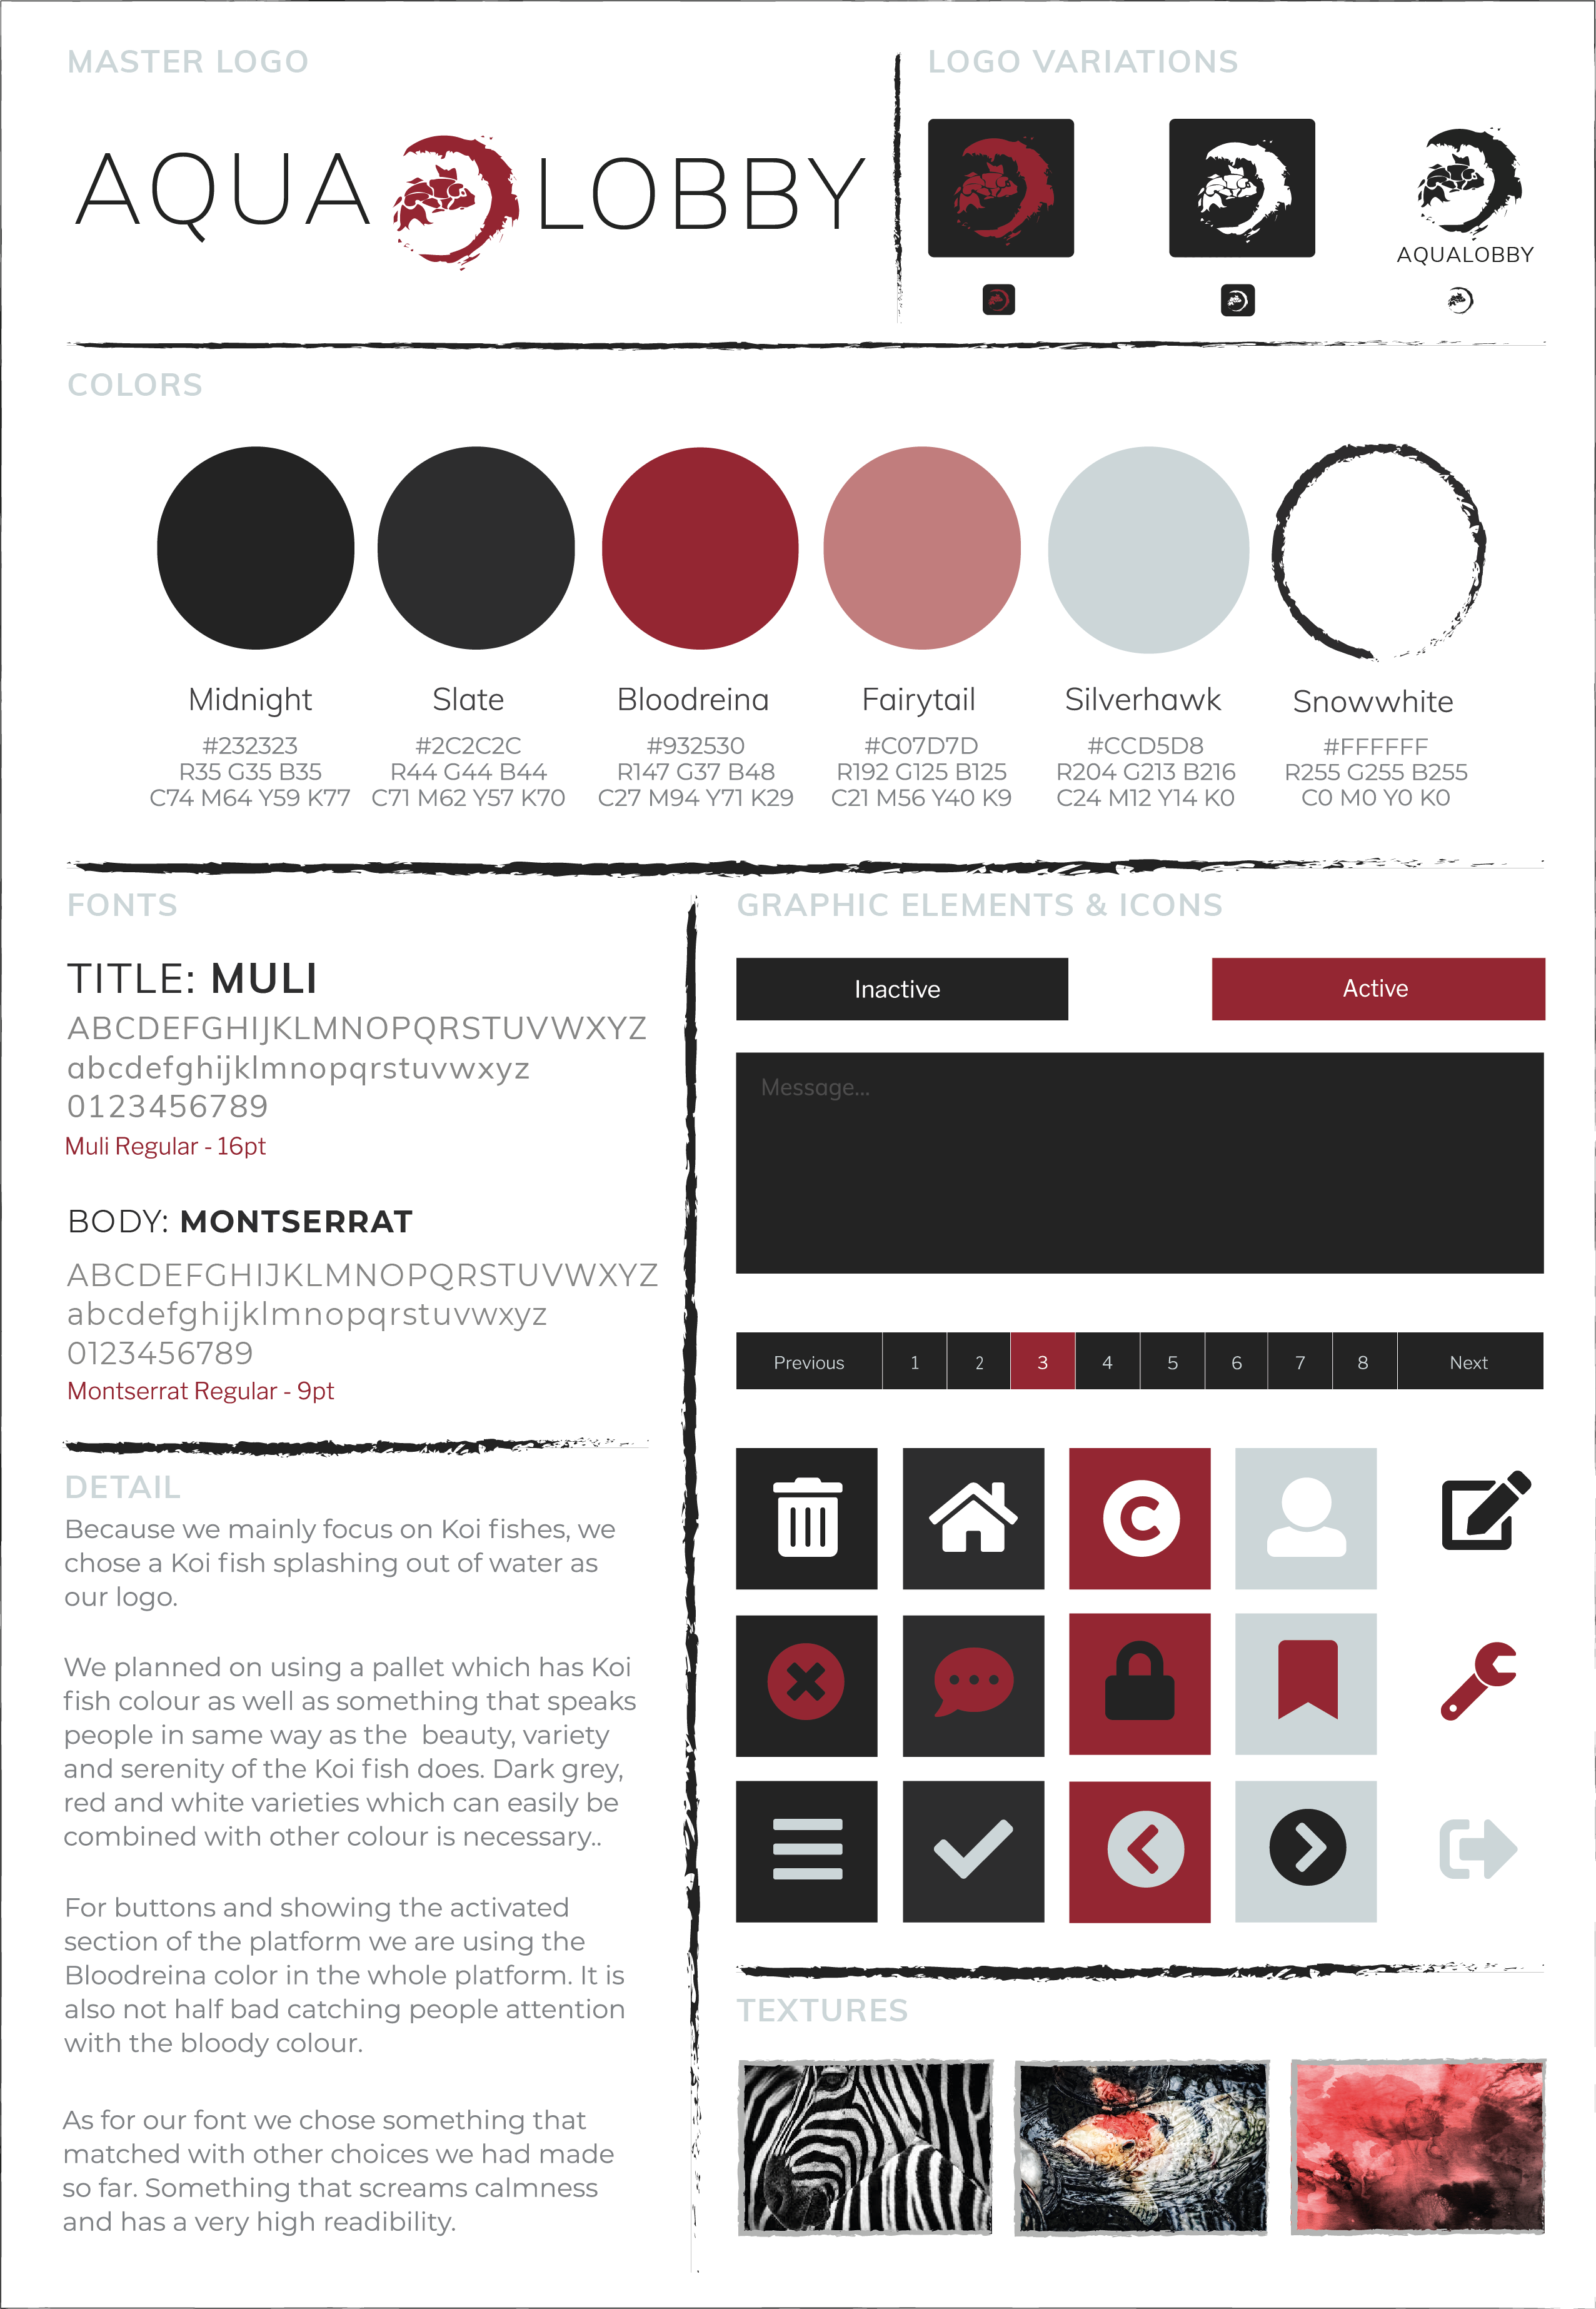 MASTER LOGO
AQUA LOBBY
LOGO VARIATIONS
AQUALOBBY
COLORS
Midnight
#232323
R35 G35 B35
C74 M64 Y59 K77
Slate
#2C2C2C
R44 G44 B44
C71 M62 Y57 K70
Bloodreina
#932530
R147 G37 B48
C27 M94 Y71 K29
Fairytail
#C07D7D
R192 G125 B125
C21 M56 Y40 K9
Silverhawk
#CCD5D8
R204 G213 B216
C24 M12 Y14 K0
Snowwhite
#FFFFFF
R255 G255 B255
C0 M0 Y0 K0
FONTS
TITLE: MULI
ABCDEFGHIJKLMNOPQRSTUVWXYZ
abcdefghijklmnopqrstuvwxyz
0123456789
Muli Regular - 16pt
BODY: MONTSERRAT
ABCDEFGHIJKLMNOPQRSTUVWXYZ
abcdefghijklmnopqrstuvwxyz
0123456789
Montserrat Regular - 9pt
DETAIL
Because we mainly focus on Koi fishes, we
chose a Koi fish splashing out of water as
our logo.
We planned on using a pallet which has Koi
fish colour as well as something that speaks
people in same way as the  beauty, variety
and serenity of the Koi fish does. Dark grey,
red and white varieties which can easily be
combined with other colour is necessary..
For buttons and showing the activated
section of the platform we are using the
Bloodreina color in the whole platform. It is
also not half bad catching people attention
with the bloody colour.
As for our font we chose something that
matched with other choices we had made
so far. Something that screams calmness
and has a very high readibility.
GRAPHIC ELEMENTS & ICONS
Inactive
Active
Message...
Previous 1 2 3 4 5 6 7 8 Next
TEXTURES